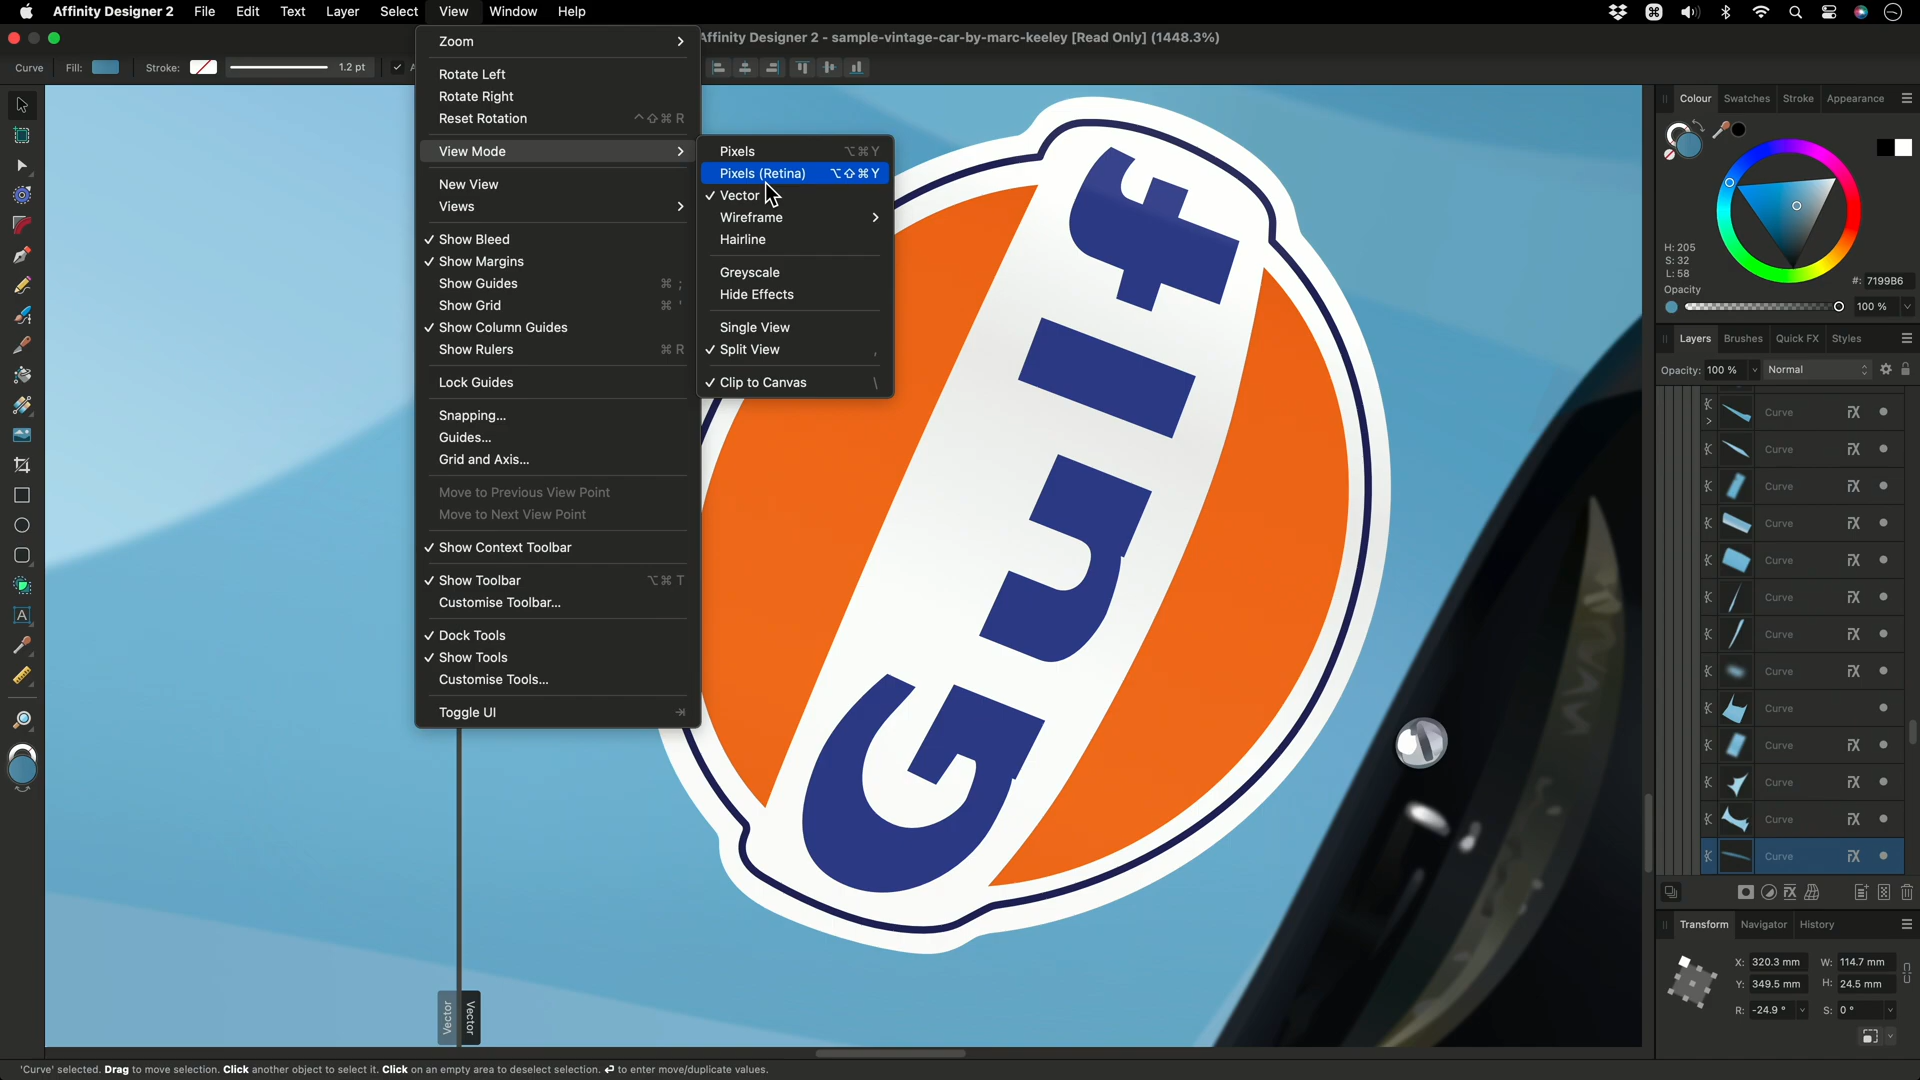 Affinity Designer 2 File Edit Text Layer Select View Window Help
Affinity Designer 2 - sample-vintage-car-by-marc-keeley [Read Only] (1448.3%)
Curve Fill: Stroke: 1.2 pt
Zoom
Rotate Left
Rotate Right
Reset Rotation ^⇧⌘R
View Mode
New View
Views
Show Bleed
Show Margins
Show Guides ⌘;
Show Grid ⌘'
Show Column Guides
Show Rulers ⌘R
Lock Guides
Snapping...
Guides...
Grid and Axis...
Move to Previous View Point
Move to Next View Point
Show Context Toolbar
Show Toolbar ⌥⌘T
Customise Toolbar...
Dock Tools
Show Tools
Customise Tools...
Toggle UI
Pixels ⌥⌘Y
Pixels (Retina) ⌥⇧⌘Y
Vector
Wireframe
Hairline
Greyscale
Hide Effects
Single View
Split View ,
Clip to Canvas \
Gulf
Vector
Vector
Colour Swatches Stroke Appearance
H: 205
S: 32
L: 58
#: 7199B6
Opacity
100 %
Layers Brushes Quick FX Styles
Opacity: 100 % Normal
Curve
Curve
Curve
Curve
Curve
Curve
Curve
Curve
Curve
Curve
Curve
Curve
Curve
Transform Navigator History
X: 320.3 mm W: 114.7 mm
Y: 349.5 mm H: 24.5 mm
R: -24.9 ° S: 0 °
'Curve' selected. Drag to move selection. Click another object to select it. Click on an empty area to deselect selection. ⏎ to enter move/duplicate values.